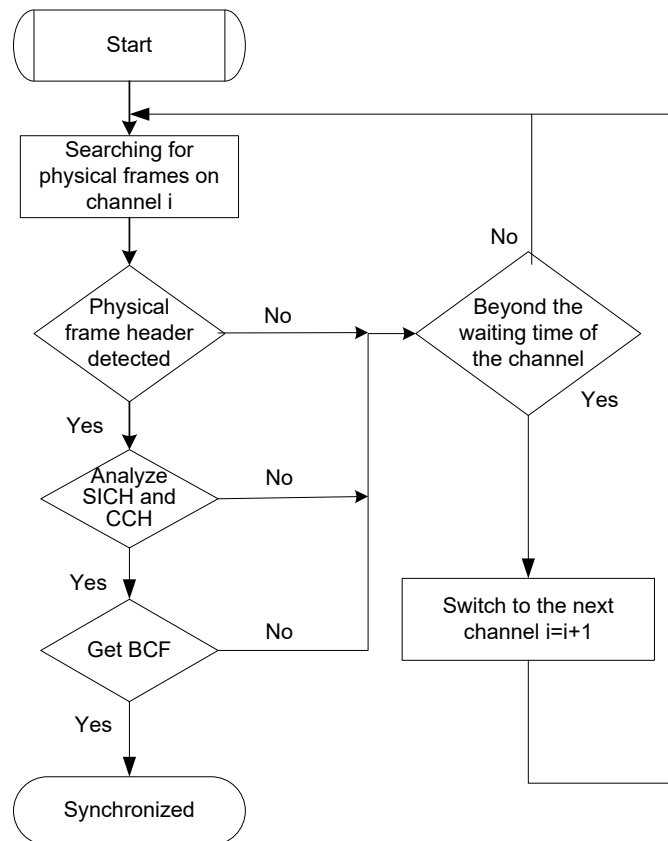 Start
Searching for
physical frames on
channel i
No
Physical
frame header
detected
No
Beyond the
waiting time of
the channel
Yes
Yes
Analyze
SICH and
CCH
No
Yes
Switch to the next
channel i=i+1
Get BCF
No
Yes
Synchronized